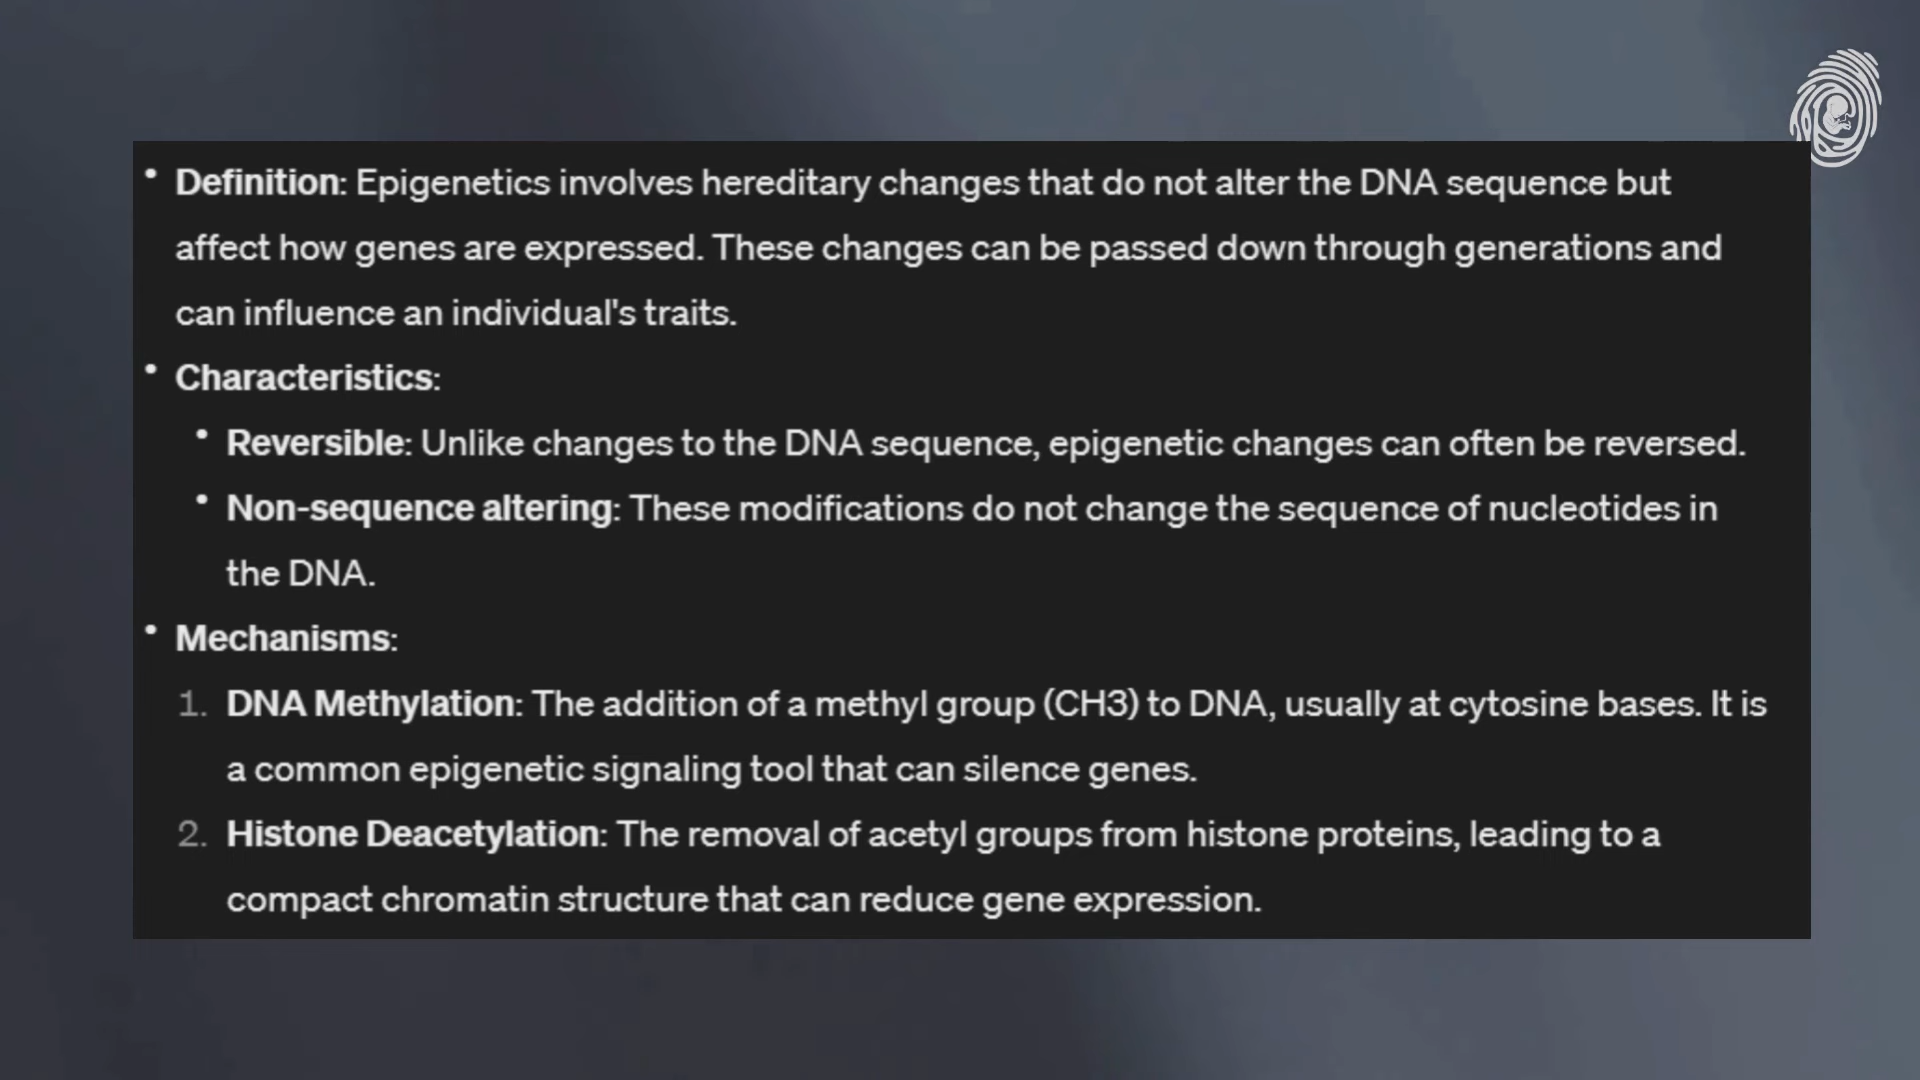 • Definition: Epigenetics involves hereditary changes that do not alter the DNA sequence but
affect how genes are expressed. These changes can be passed down through generations and
can influence an individual's traits.
• Characteristics:
• Reversible: Unlike changes to the DNA sequence, epigenetic changes can often be reversed.
• Non-sequence altering: These modifications do not change the sequence of nucleotides in
the DNA.
• Mechanisms:
1. DNA Methylation: The addition of a methyl group (CH3) to DNA, usually at cytosine bases. It is
a common epigenetic signaling tool that can silence genes.
2. Histone Deacetylation: The removal of acetyl groups from histone proteins, leading to a
compact chromatin structure that can reduce gene expression.